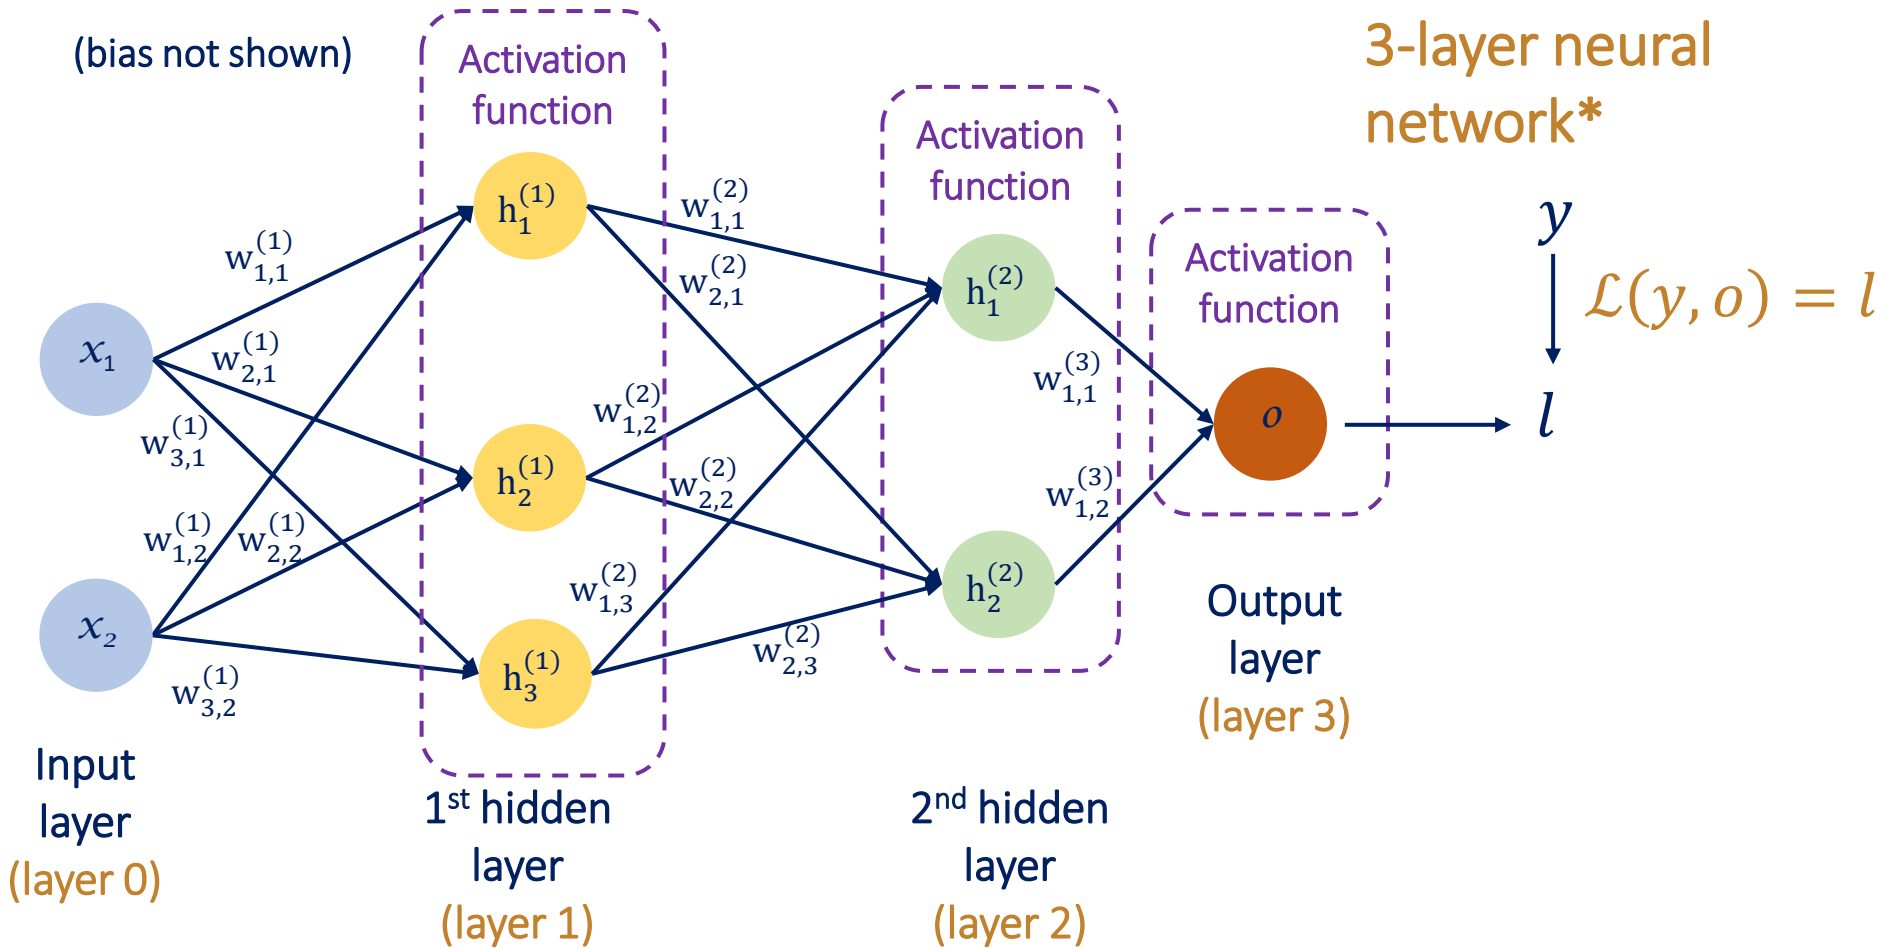 (bias not shown)
Activation
function
Activation
function
Activation
function
3-layer neural
network*
x₁
x₂
w₁,₁⁽¹⁾
w₂,₁⁽¹⁾
w₃,₁⁽¹⁾
w₁,₂⁽¹⁾
w₂,₂⁽¹⁾
w₃,₂⁽¹⁾
h₁⁽¹⁾
h₂⁽¹⁾
h₃⁽¹⁾
w₁,₁⁽²⁾
w₂,₁⁽²⁾
w₁,₂⁽²⁾
w₂,₂⁽²⁾
w₁,₃⁽²⁾
w₂,₃⁽²⁾
h₁⁽²⁾
h₂⁽²⁾
w₁,₁⁽³⁾
w₁,₂⁽³⁾
o
y
ℒ(y, o) = l
l
Input
layer
(layer 0)
1st hidden
layer
(layer 1)
2nd hidden
layer
(layer 2)
Output
layer
(layer 3)